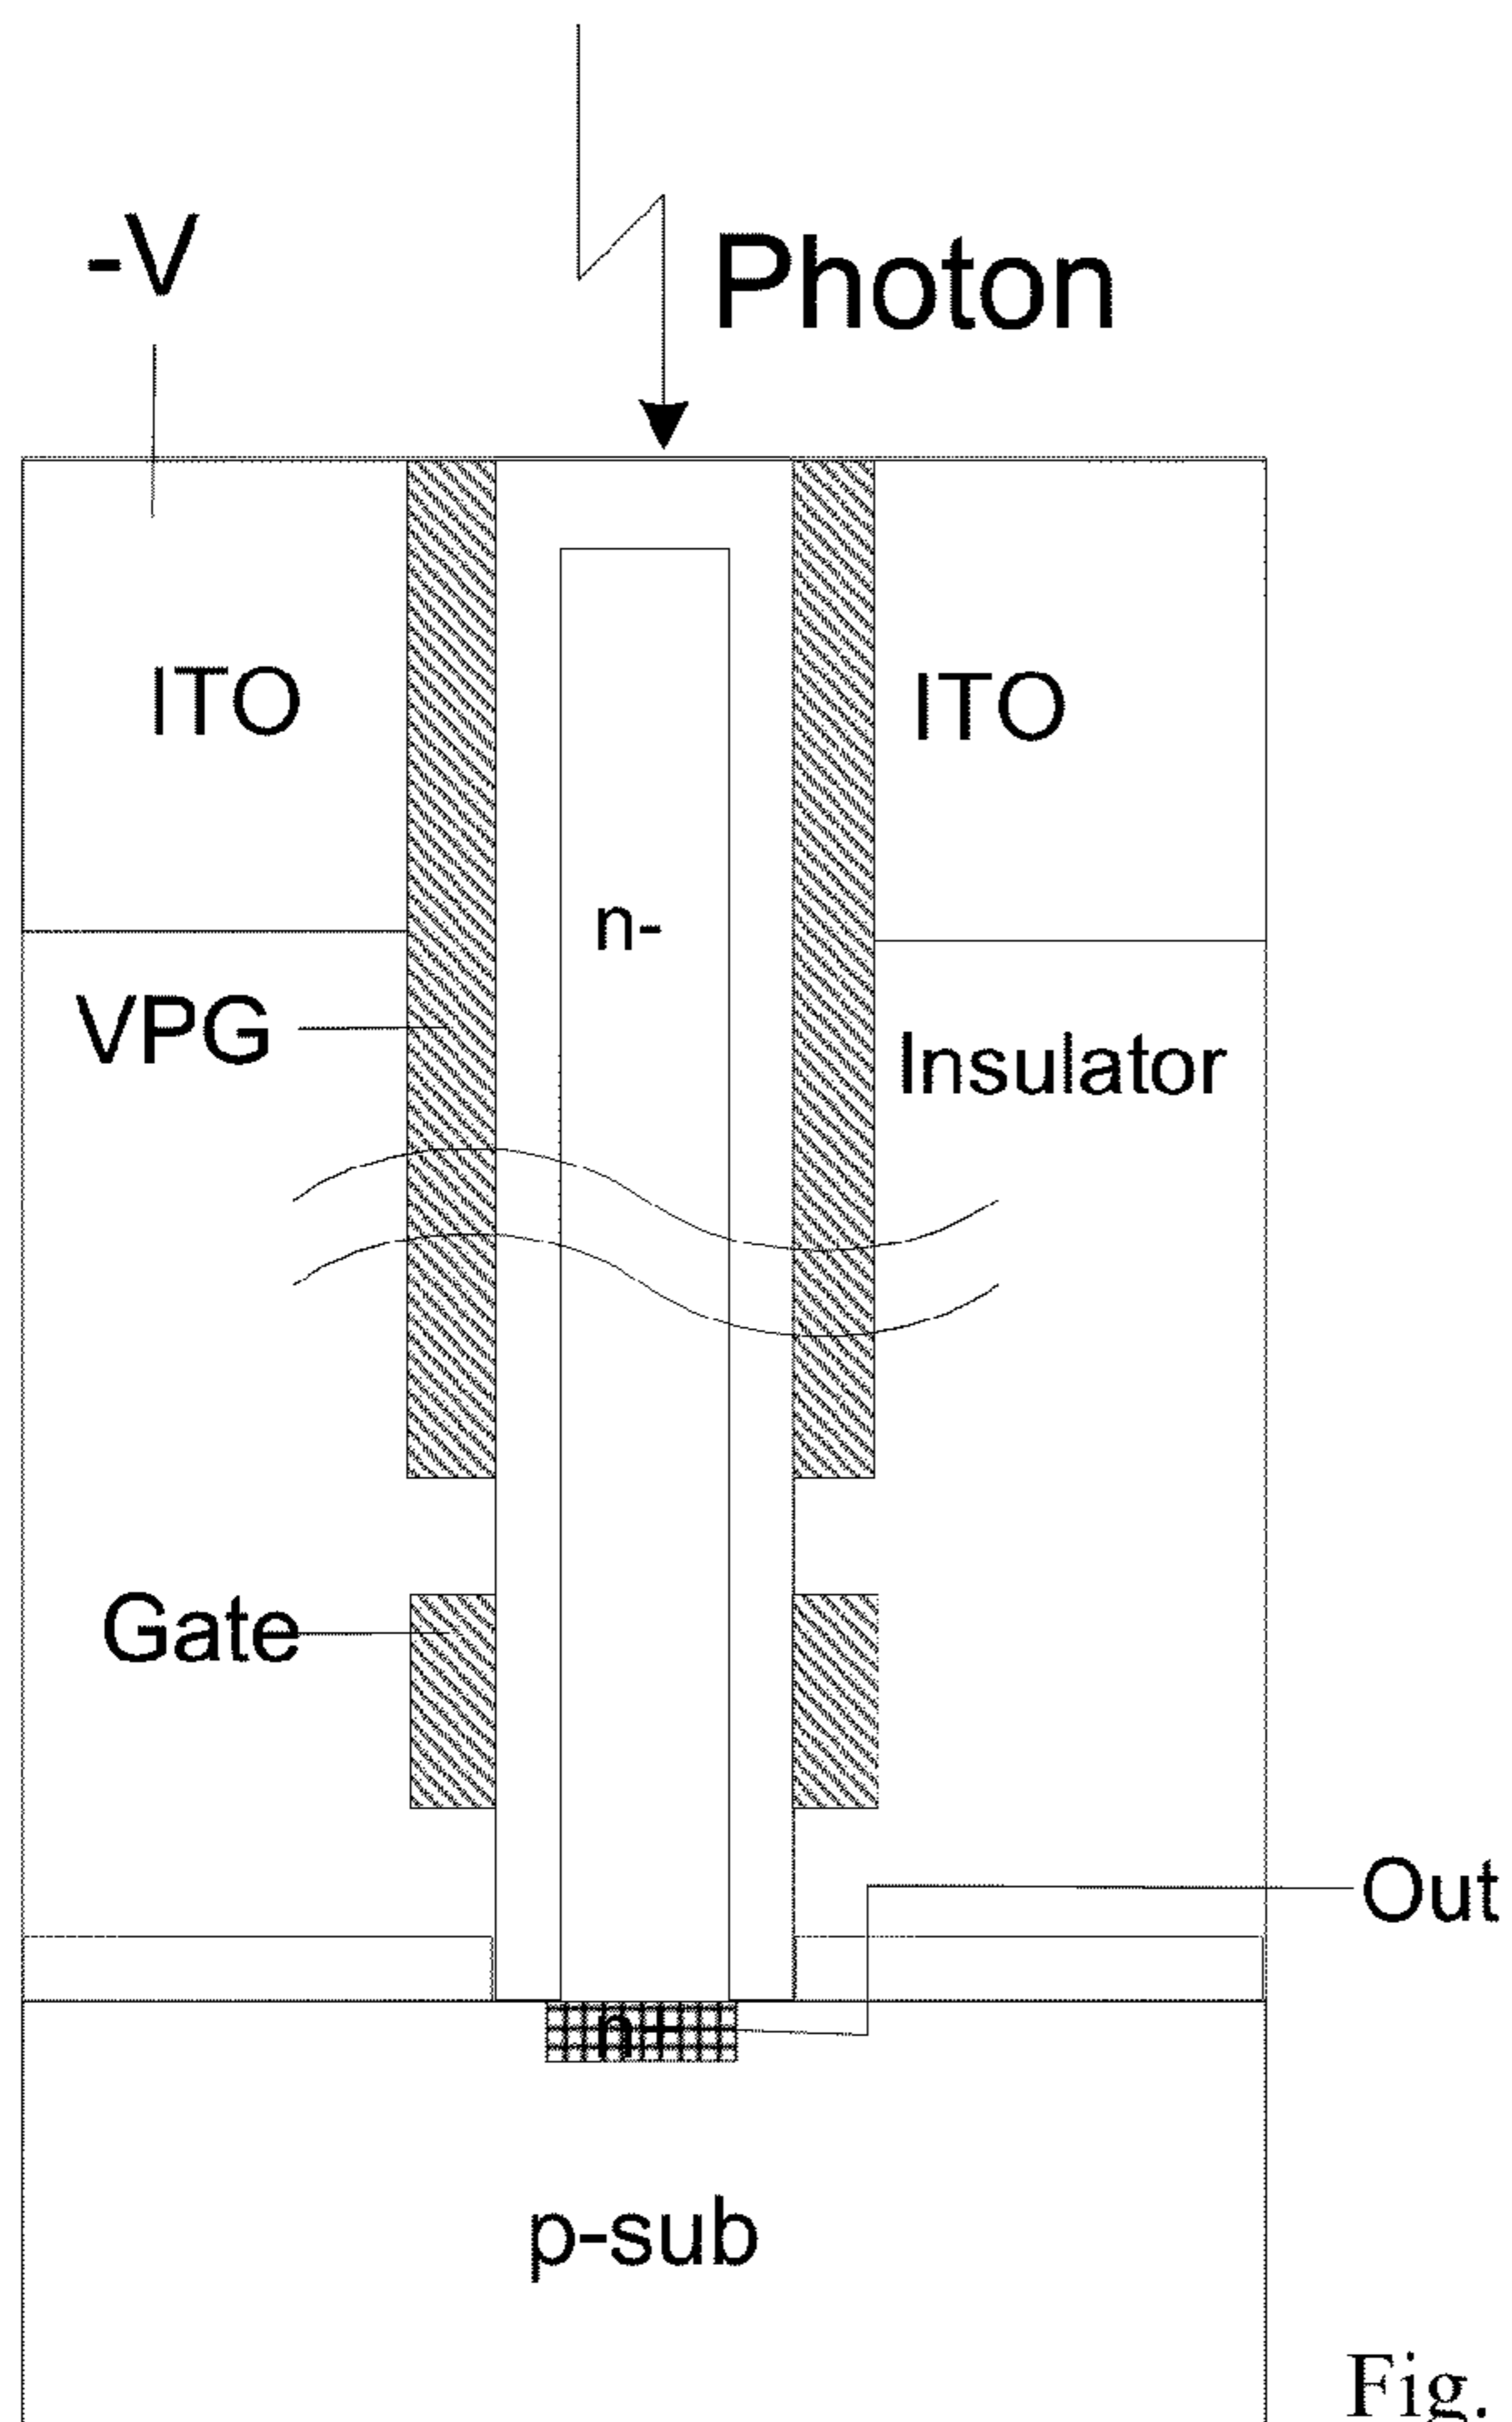 -V
Photon
ITO
ITO
n-
VPG
Insulator
Gate
Out
n+
p-sub
Fig.